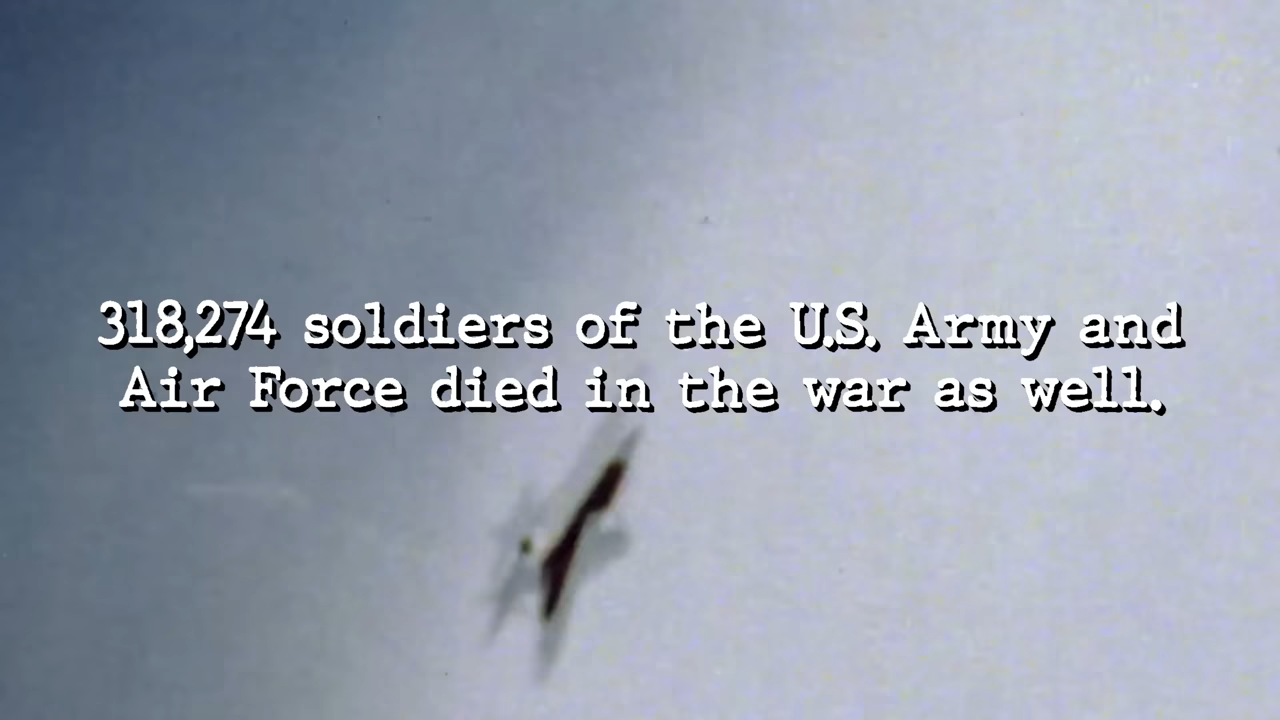 318,274 soldiers of the U.S. Army and
Air Force died in the war as well.